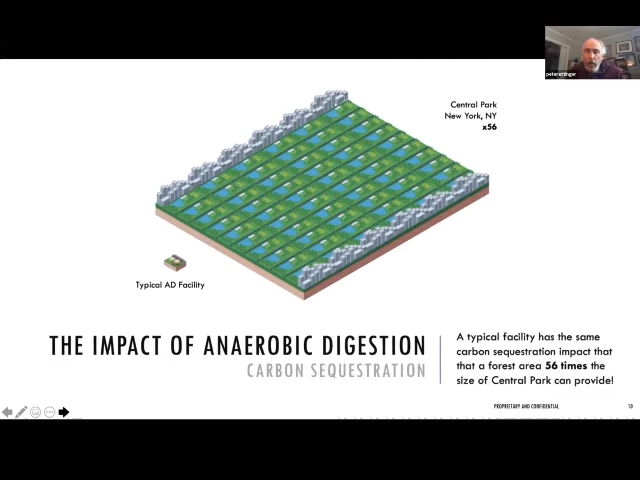 peterettinger
Central Park
New York, NY
x56
Typical AD Facility
THE IMPACT OF ANAEROBIC DIGESTION
CARBON SEQUESTRATION
A typical facility has the same
carbon sequestration impact that
that a forest area 56 times the
size of Central Park can provide!
PROPRIETARY AND CONFIDENTIAL
10